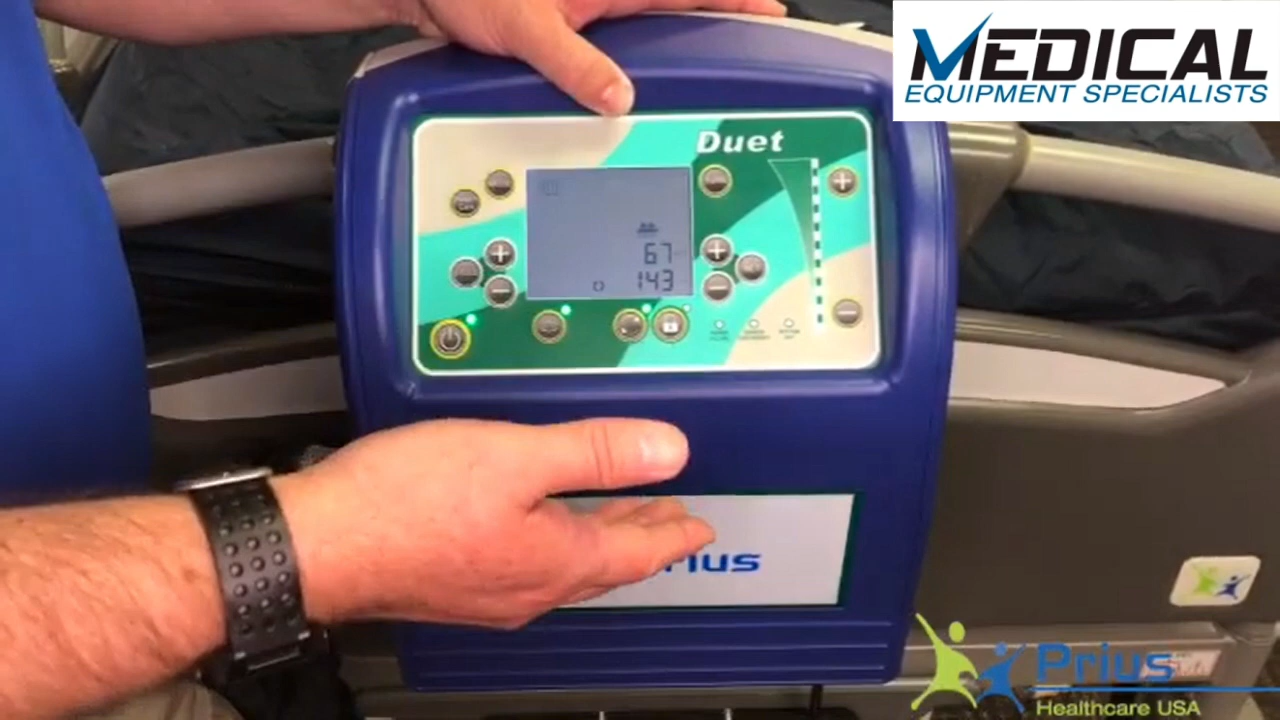 MEDICAL
EQUIPMENT SPECIALISTS
Duet
67
143
rius
Prius
Healthcare USA